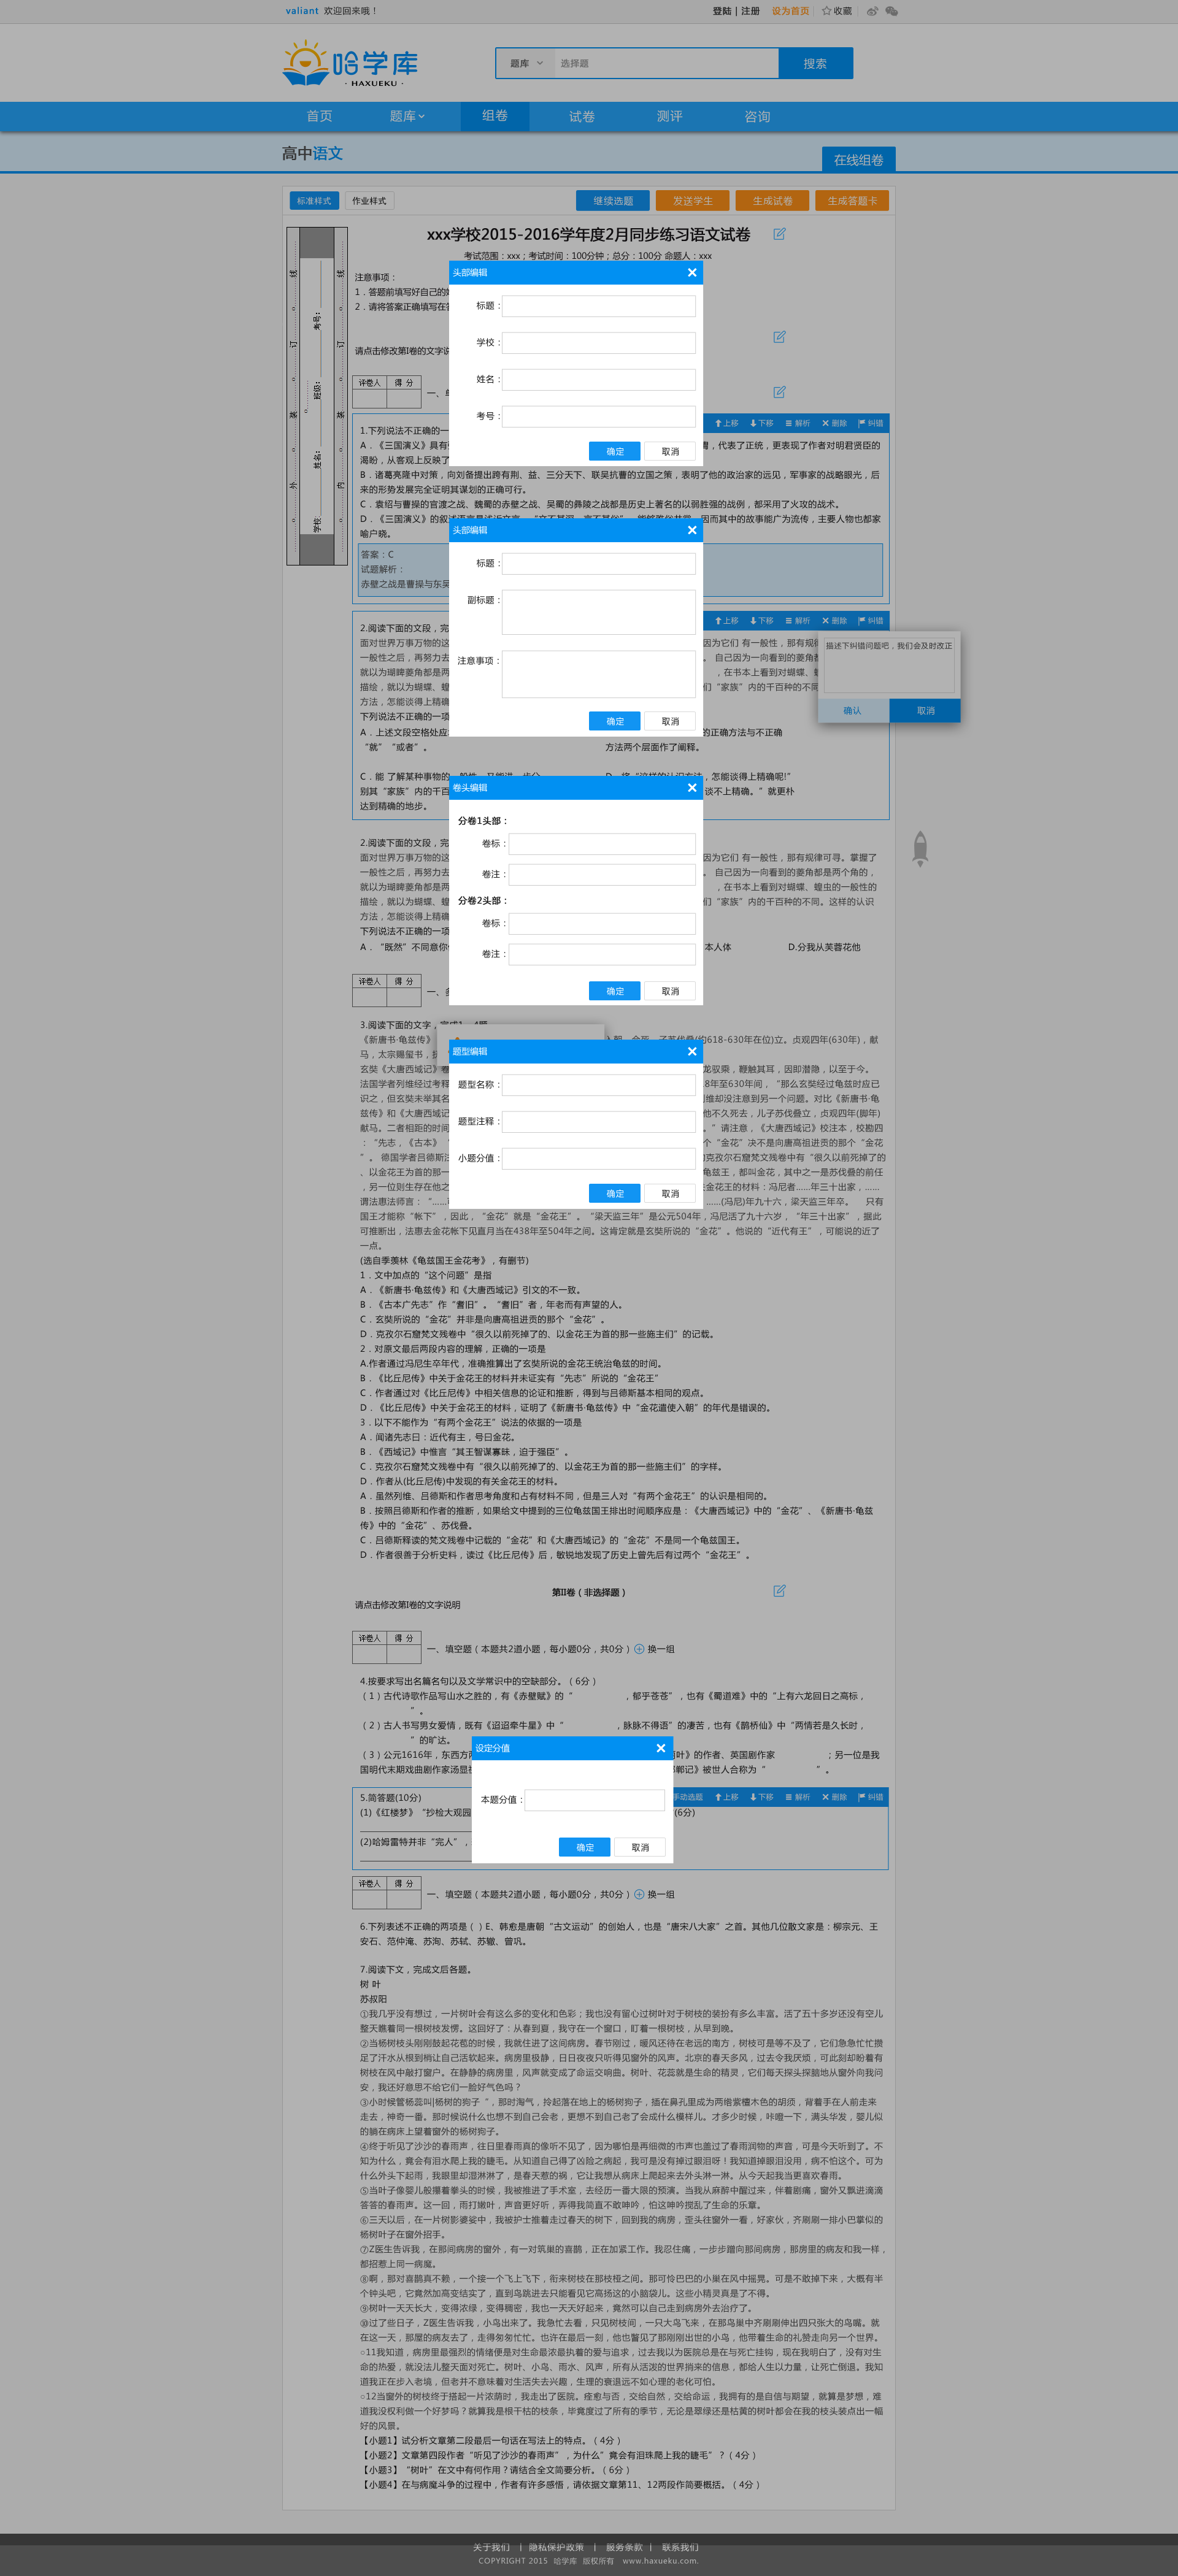 valiant 欢迎回来哦！
登陆 | 注册 设为首页 收藏
哈学库
· HAXUEKU ·
题库 选择题 搜索
首页 题库 组卷 试卷 测评 咨询
高中语文 在线组卷
标准样式 作业样式 继续选题 发送学生 生成试卷 生成答题卡
xxx学校2015-2016学年度2月同步练习语文试卷
考试范围：xxx；考试时间：100分钟；总分：100分 命题人：xxx
外 装 订 线
学校: 姓名: 班级: 考号:
内 装 订 线
注意事项：
1．答题前填写好自己的
2．请将答案正确填写在
请点击修改第I卷的文字说
评卷人 得 分
头部编辑
标题：
学校：
姓名：
考号：
确定 取消
上移 下移 解析 删除 纠错
1.下列说法不正确的一
A．《三国演义》具有
，代表了正统，更表现了作者对明君贤臣的
渴盼，从客观上反映了
B．诸葛亮隆中对策，向刘备提出跨有荆、益、三分天下、联吴抗曹的立国之策，表明了他的政治家的远见，军事家的战略眼光，后
来的形势发展完全证明其谋划的正确可行。
C．袁绍与曹操的官渡之战、魏蜀的赤壁之战、吴蜀的彝陵之战都是历史上著名的以弱胜强的战例，都采用了火攻的战术。
D．《三国演义》的
因而其中的故事能广为流传，主要人物也都家
喻户晓。
答案：C
试题解析：
赤壁之战是曹操与东吴
头部编辑
标题：
副标题：
注意事项：
确定 取消
上移 下移 解析 删除 纠错
2.阅读下面的文段，完
面对世界万事万物的这
因为它们 有一般性，那有规律
一般性之后，再努力去
。自己因为一向看到的菱角都
就以为瑚睥菱角都是两
，在书本上看到对蝴蝶、
描绘，就以为蝴蝶、蝗
们“家族”内的千百种的不同
方法，怎能谈得上精确
下列说法不正确的一项
A．上述文段空格处应
的正确方法与不正确
“就”“或者”。
方法两个层面作了阐释。
怎能谈得上精确呢!”
别其“家族”内的千百
谈不上精确。”就更朴
达到精确的地步。
描述下纠错问题吧，我们会及时改正
确认 取消
卷头编辑
分卷1头部：
卷标：
卷注：
分卷2头部：
卷标：
卷注：
确定 取消
2.阅读下面的文段，完
面对世界万事万物的这
因为它们 有一般性，那有规律可寻。掌握了
一般性之后，再努力去
。自己因为一向看到的菱角都是两个角的，
就以为瑚睥菱角都是两
，在书本上看到对蝴蝶、蝗虫的一般性的
描绘，就以为蝴蝶、蝗虫
们“家族”内的千百种的不同。这样的认识
方法，怎能谈得上精确
下列说法不正确的一项
A．“既然”不同意你
本人体 D.分我从芙蓉花他
评卷人 得 分
3.阅读下面的文字，完成1—4题
《新唐书·龟兹传》
(约618-630年在位)立。贞观四年(630年)，献
马，太宗赐玺书，
玄奘《大唐西域记》卷
龙驭乘，鞭触其耳，因即潜隐，以至于今。
法国学者列维经过考释
8年至630年间，“那么玄奘经过龟兹时应已
识之，但玄奘未举其名
列维却没注意到另一个问题。对比《新唐书·龟
兹传》和《大唐西域记
他不久死去，儿子苏伐叠立，贞观四年(脚年)
献马。二者相距的时间
。”请注意，《大唐西域记》校注本，校勘四
：“先志，《古本》
个“金花”决不是向唐高祖进贡的那个“金花
”。德国学者吕德斯
克孜尔石窟梵文残卷中有“很久以前死掉了的
、以金花王为首的那一
龟兹王，都叫金花，其中之一是苏伐叠的前任
，另一位则生存在他之
金花王的材料：冯尼者……年三十出家，……
谓法惠法师言：“……
……(冯尼)年九十六，梁天监三年卒。 只有
国王才能称“帐下”，因此，“金花”就是“金花王”。“梁天监三年”是公元504年，冯尼活了九十六岁，“年三十出家”，据此
可推断出，法惠去金花帐下见直月当在438年至504年之间。这肯定就是玄奘所说的“金花”。他说的“近代有王”，可能说的近了
一点。
题型编辑
题型名称：
题型注释：
小题分值：
确定 取消
(选自季羡林《龟兹国王金花考》，有删节)
1．文中加点的“这个问题”是指
A．《新唐书·龟兹传》和《大唐西域记》引文的不一致。
B．《古本广先志”作“耆旧”。“耆旧”者，年老而有声望的人。
C．玄奘所说的“金花”并非是向唐高祖进贡的那个“金花”。
D．克孜尔石窟梵文残卷中“很久以前死掉了的、以金花王为首的那一些施主们”的记载。
2．对原文最后两段内容的理解，正确的一项是
A.作者通过冯尼生卒年代，准确推算出了玄奘所说的金花王统治龟兹的时间。
B．《比丘尼传》中关于金花王的材料并未证实有“先志”所说的“金花王”
C．作者通过对《比丘尼传》中相关信息的论证和推断，得到与吕德斯基本相同的观点。
D．《比丘尼传》中关于金花王的材料，证明了《新唐书·龟兹传》中“金花遣使入朝”的年代是错误的。
3．以下不能作为“有两个金花王”说法的依据的一项是
A．闻诸先志曰：近代有主，号曰金花。
B．《西域记》中惟言“其王智谋寡昧，迫于强臣”。
C．克孜尔石窟梵文残卷中有“很久以前死掉了的、以金花王为首的那一些施主们”的字样。
D．作者从(比丘尼传)中发现的有关金花王的材料。
A．虽然列维、吕德斯和作者思考角度和占有材料不同，但是三人对“有两个金花王”的认识是相同的。
B．按照吕德斯和作者的推断，如果给文中提到的三位龟兹国王排出时间顺序应是：《大唐西域记》中的“金花”、《新唐书·龟兹
传》中的“金花”、苏伐叠。
C．吕德斯释读的梵文残卷中记载的“金花”和《大唐西域记》的“金花”不是同一个龟兹国王。
D．作者很善于分析史料，读过《比丘尼传》后，敏锐地发现了历史上曾先后有过两个“金花王”。
第II卷（非选择题）
请点击修改第I卷的文字说明
评卷人 得 分
一、填空题（本题共2道小题，每小题0分，共0分） 换一组
4.按要求写出名篇名句以及文学常识中的空缺部分。（6分）
（1）古代诗歌作品写山水之胜的，有《赤壁赋》的“ ，郁乎苍苍”，也有《蜀道难》中的“上有六龙回日之高标，
”。
（2）古人书写男女爱情，既有《迢迢牵牛星》中“ ，脉脉不得语”的凄苦，也有《鹊桥仙》中“两情若是久长时，
”的旷达。
（3）公元1616年，东西方
》的作者、英国剧作家 ；另一位是我
国明代末期戏曲剧作家汤显
记》被世人合称为“ ”。
设定分值
本题分值：
确定 取消
手动选题 上移 下移 解析 删除 纠错
5.简答题(10分)
(1)《红楼梦》“抄检大观园
(6分)
(2)哈姆雷特并非“完人”，
评卷人 得 分
一、填空题（本题共2道小题，每小题0分，共0分） 换一组
6.下列表述不正确的两项是（ ）E、韩愈是唐朝“古文运动”的创始人，也是“唐宋八大家”之首。其他几位散文家是：柳宗元、王
安石、范仲淹、苏洵、苏轼、苏辙、曾巩。
7.阅读下文，完成文后各题。
树 叶
苏叔阳
①我几乎没有想过，一片树叶会有这么多的变化和色彩；我也没有留心过树叶对于树枝的装扮有多么丰富。活了五十多岁还没有空儿
整天瞧着同一根树枝发愣。这回好了：从春到夏，我守在一个窗口，盯着一根树枝，从早到晚。
②当杨树枝头刚刚鼓起花苞的时候，我就住进了这间病房。春节刚过，暖风还待在老远的南方，树枝可是等不及了，它们急急忙忙攒
足了汗水从根到梢让自己活软起来。病房里极静，日日夜夜只听得见窗外的风声。北京的春天多风，过去令我厌烦，可此刻却盼着有
树枝在风中敲打窗户。在静静的病房里，风声就变成了命运交响曲。树叶、花蕊就是生命的精灵，它们每天探头探脑地从窗外向我问
安，我还好意思不给它们一脸好气色吗？
③小时候管杨蕊叫[杨树的狗子“，那时淘气，拎起落在地上的杨树狗子，插在鼻孔里成为两绺紫檀木色的胡须，背着手在人前走来
走去，神奇一番。那时候说什么也想不到自己会老，更想不到自己老了会成什么模样儿。才多少时候，咔噔一下，满头华发，婴儿似
的躺在病床上望着窗外的杨树狗子。
④终于听见了沙沙的春雨声，往日里春雨真的像听不见了，因为哪怕是再细微的市声也盖过了春雨润物的声音，可是今天听到了。不
知为什么，竟会有泪水爬上我的睫毛。从知道自己得了凶险之病起，我可是没有掉过眼泪呀！我知道掉眼泪没用，病不怕这个。可为
什么外头下起雨，我眼里却湿淋淋了，是春天惹的祸，它让我想从病床上爬起来去外头淋一淋。从今天起我当更喜欢春雨。
⑤当叶子像婴儿般攥着拳头的时候，我被推进了手术室，去经历一番大限的预演。当我从麻醉中醒过来，伴着剧痛，窗外又飘进滴滴
答答的春雨声。这一回，雨打嫩叶，声音更好听，弄得我简直不敢呻吟，怕这呻吟搅乱了生命的乐章。
⑥三天以后，在一片树影婆娑中，我被护士推着走过春天的树下，回到我的病房，歪头往窗外一看，好家伙，齐刷刷一排小巴掌似的
杨树叶子在窗外招手。
⑦Z医生告诉我，在那间病房的窗外，有一对筑巢的喜鹊，正在加紧工作。我忍住痛，一步步蹭向那间病房，那房里的病友和我一样，
都招惹上同一病魔。
⑧啊，那对喜鹊真不赖，一个接一个飞上飞下，衔来树枝在那枝桠之间。那可怜巴巴的小巢在风中摇晃。可是不敢掉下来，大概有半
个钟头吧，它竟然加高变结实了，直到鸟跳进去只能看见它高扬这的小脑袋儿。这些小精灵真是了不得。
⑨树叶一天天长大，变得浓绿，变得稠密，我也一天天好起来，竟然可以自己走到病房外去治疗了。
⑩过了些日子，Z医生告诉我，小鸟出来了。我急忙去看，只见树枝间，一只大鸟飞来，在那鸟巢中齐刷刷伸出四只张大的鸟嘴。就
在这一天，那屋的病友去了，走得匆匆忙忙。也许在最后一刻，他也瞥见了那刚刚出世的小鸟，他带着生命的礼赞走向另一个世界。
○11我知道，病房里最强烈的情绪便是对生命最浓最执着的爱与追求，过去我以为医院总是在与死亡挂钩，现在我明白了，没有对生
命的热爱，就没法儿整天面对死亡。树叶、小鸟、雨水、风声，所有从活泼的世界捎来的信息，都给人生以力量，让死亡倒退。我知
道我正在步入老境，但老并不意味着对生活失去兴趣，生理的衰退远不如心理的老化可怕。
○12当窗外的树枝终于搭起一片浓荫时，我走出了医院。痊愈与否，交给自然，交给命运，我拥有的是自信与期望，就算是梦想，难
道我没权利做一个好梦吗？就算我是根干枯的枝条，毕竟度过了所有的季节，无论是翠绿还是枯黄的树叶都会在我的枝头装点出一幅
好的风景。
【小题1】试分析文章第二段最后一句话在写法上的特点。（4分）
【小题2】文章第四段作者“听见了沙沙的春雨声”，为什么”竟会有泪珠爬上我的睫毛”？（4分）
【小题3】“树叶”在文中有何作用？请结合全文简要分析。（6分）
【小题4】在与病魔斗争的过程中，作者有许多感悟，请依据文章第11、12两段作简要概括。（4分）
关于我们 | 隐私保护政策 | 服务条款 | 联系我们
COPYRIGHT 2015 哈学库 版权所有 www.haxueku.com.